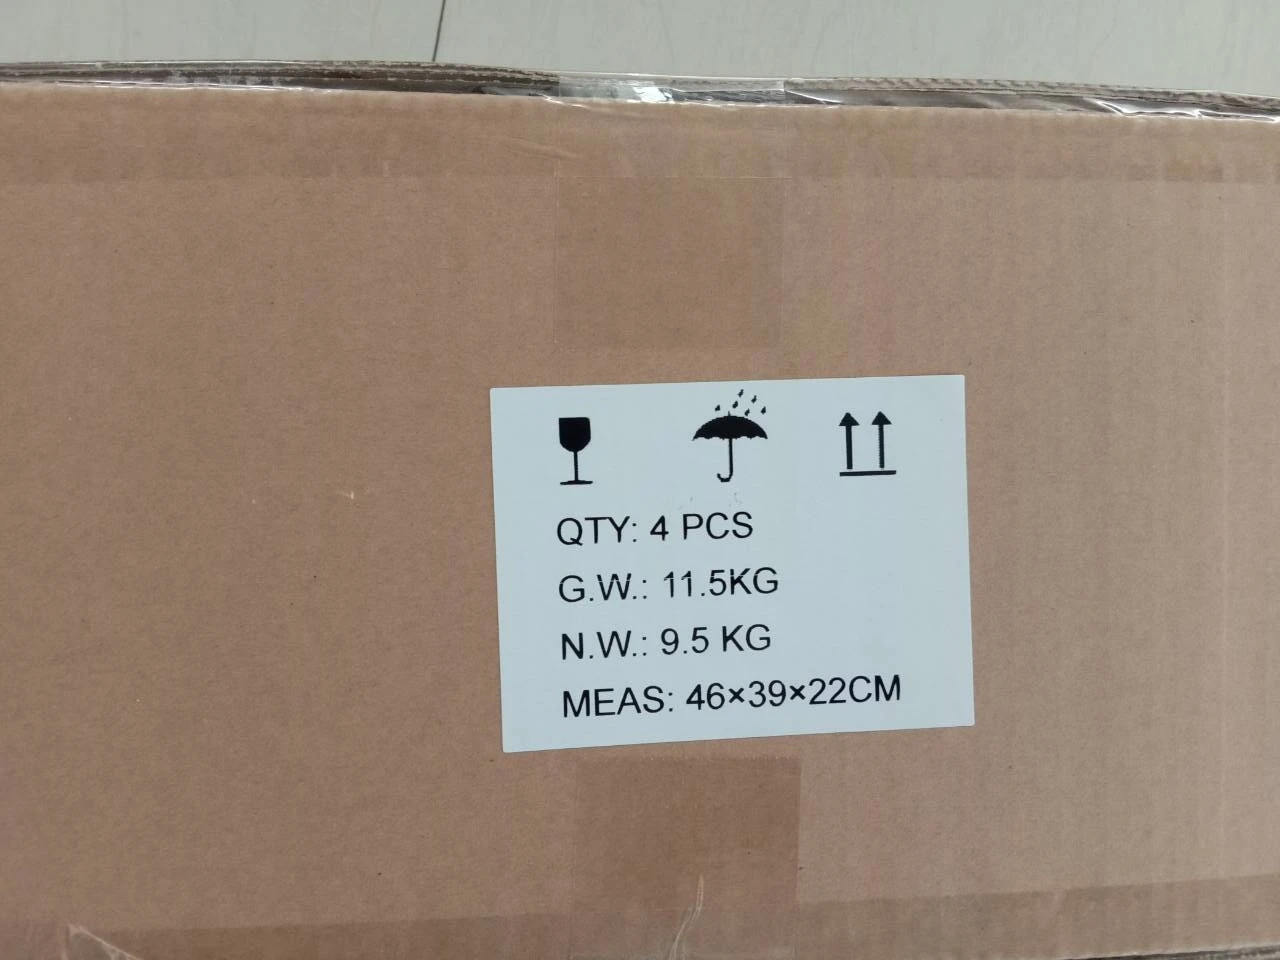 QTY: 4 PCS
G.W.: 11.5KG
N.W.: 9.5 KG
MEAS: 46×39×22CM